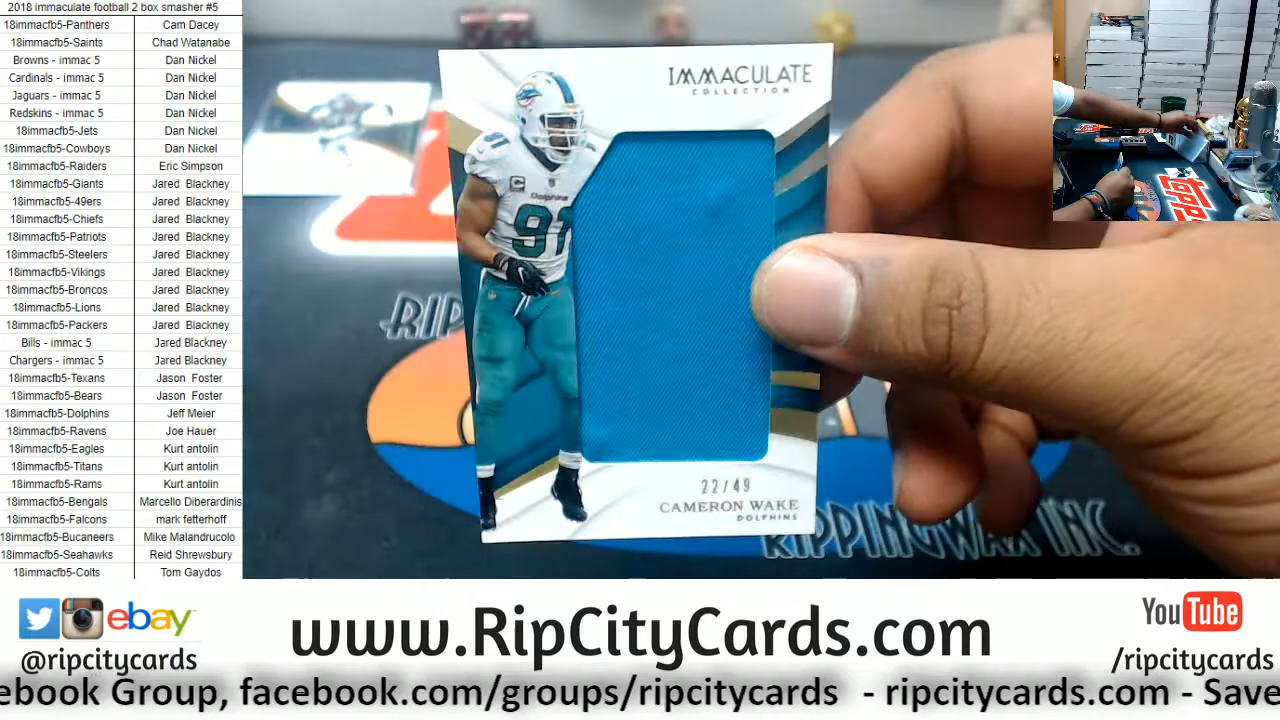 2018 immaculate football 2 box smasher #5
18immacfb5-Panthers Cam Dacey
18immacfb5-Saints Chad Watanabe
Browns - immac 5 Dan Nickel
Cardinals - immac 5 Dan Nickel
Jaguars - immac 5 Dan Nickel
Redskins - immac 5 Dan Nickel
18immacfb5-Jets Dan Nickel
18immacfb5-Cowboys Dan Nickel
18immacfb5-Raiders Eric Simpson
18immacfb5-Giants Jared Blackney
18immacfb5-49ers Jared Blackney
18immacfb5-Chiefs Jared Blackney
18immacfb5-Patriots Jared Blackney
18immacfb5-Steelers Jared Blackney
18immacfb5-Vikings Jared Blackney
18immacfb5-Broncos Jared Blackney
18immacfb5-Lions Jared Blackney
18immacfb5-Packers Jared Blackney
Bills - immac 5 Jared Blackney
Chargers - immac 5 Jared Blackney
18immacfb5-Texans Jason Foster
18immacfb5-Bears Jason Foster
18immacfb5-Dolphins Jeff Meier
18immacfb5-Ravens Joe Hauer
18immacfb5-Eagles Kurt antolin
18immacfb5-Titans Kurt antolin
18immacfb5-Rams Kurt antolin
18immacfb5-Bengals Marcello Diberardinis
18immacfb5-Falcons mark fetterhoff
18immacfb5-Bucaneers Mike Malandrucolo
18immacfb5-Seahawks Reid Shrewsbury
18immacfb5-Colts Tom Gaydos
IMMACULATE
COLLECTION
C
Dolphins
91
22/49
CAMERON WAKE
DOLPHINS
RIP
RIPPINGWAX INC.
ebay
@ripcitycards
www.RipCityCards.com
YouTube
/ripcitycards
ebook Group, facebook.com/groups/ripcitycards - ripcitycards.com - Save